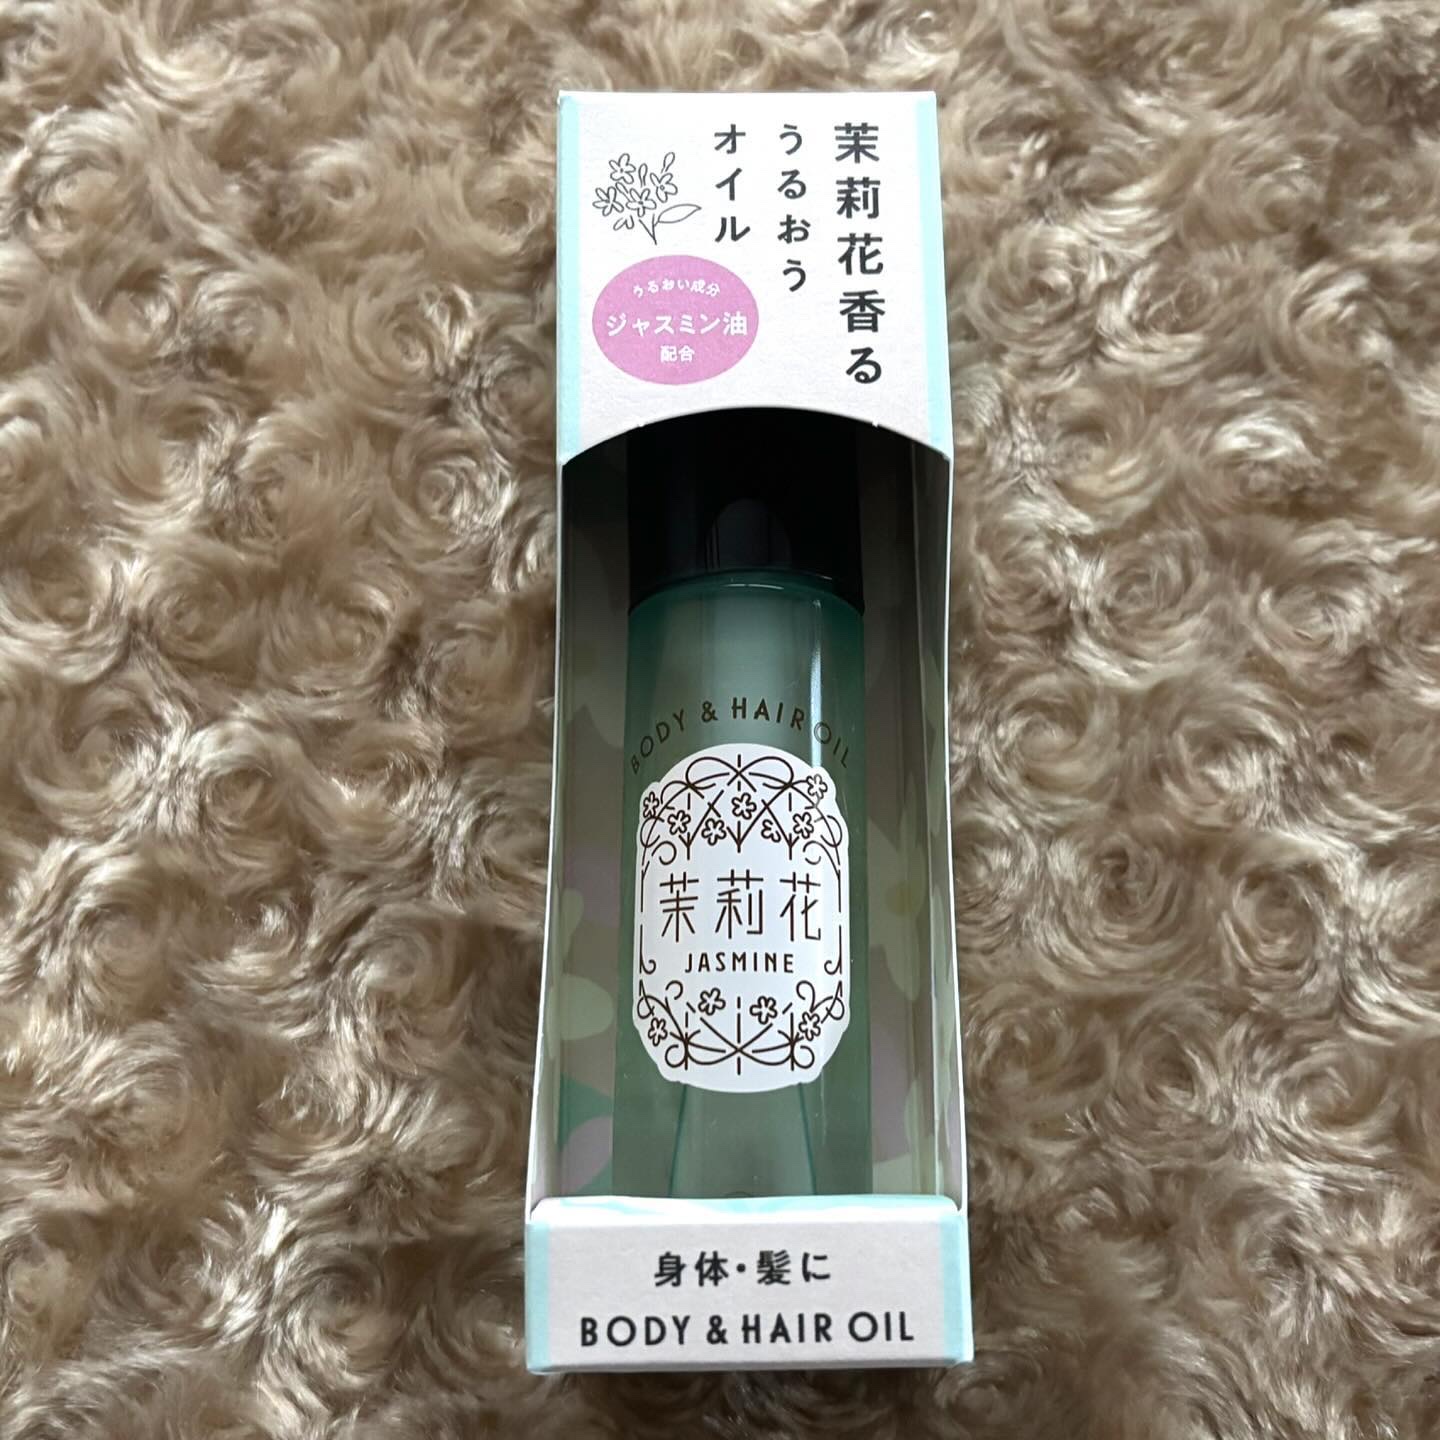 茉莉花香る
うるおう
オイル
うるおい成分
ジャスミン油
配合
BODY & HAIR OIL
茉莉花
JASMINE
身体・髪に
BODY & HAIR OIL